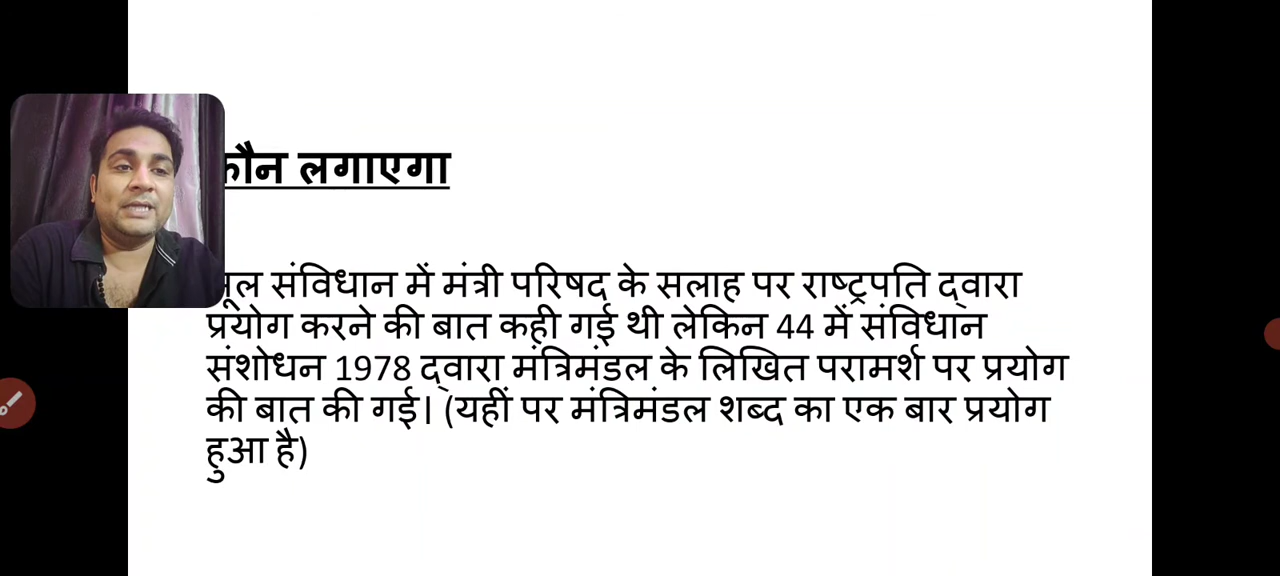 कौन लगाएगा
मूल संविधान में मंत्री परिषद के सलाह पर राष्ट्रपति द्वारा
प्रयोग करने की बात कही गई थी लेकिन 44 में संविधान
संशोधन 1978 द्वारा मंत्रिमंडल के लिखित परामर्श पर प्रयोग
की बात की गई। (यहीं पर मंत्रिमंडल शब्द का एक बार प्रयोग
हुआ है)